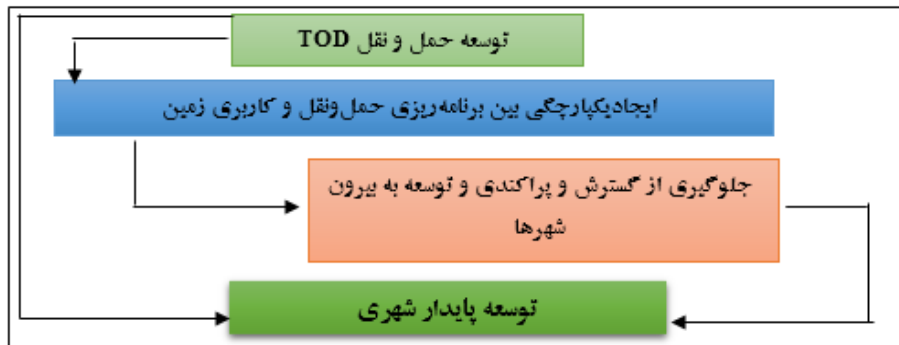 توسعه حمل و نقل TOD
ایجادیکپارچگی بین برنامه‌ریزی حمل‌ونقل و کاربری زمین
جلوگیری از گسترش و پراکندی و توسعه به بیرون
شهرها
توسعه پایدار شهری